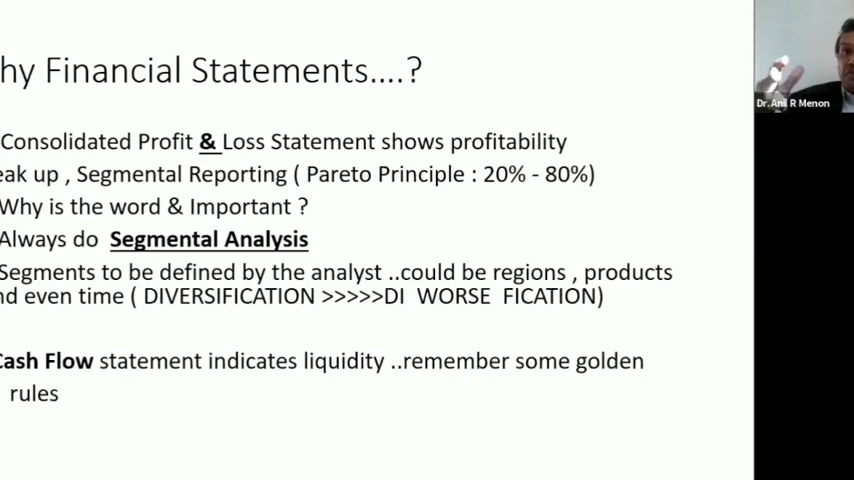 hy Financial Statements....?
Consolidated Profit & Loss Statement shows profitability
eak up , Segmental Reporting ( Pareto Principle : 20% - 80%)
Why is the word & Important ?
Always do Segmental Analysis
Segments to be defined by the analyst ..could be regions , products
nd even time ( DIVERSIFICATION >>>>>DI WORSE FICATION)
Cash Flow statement indicates liquidity ..remember some golden
rules
Dr. Anil R Menon